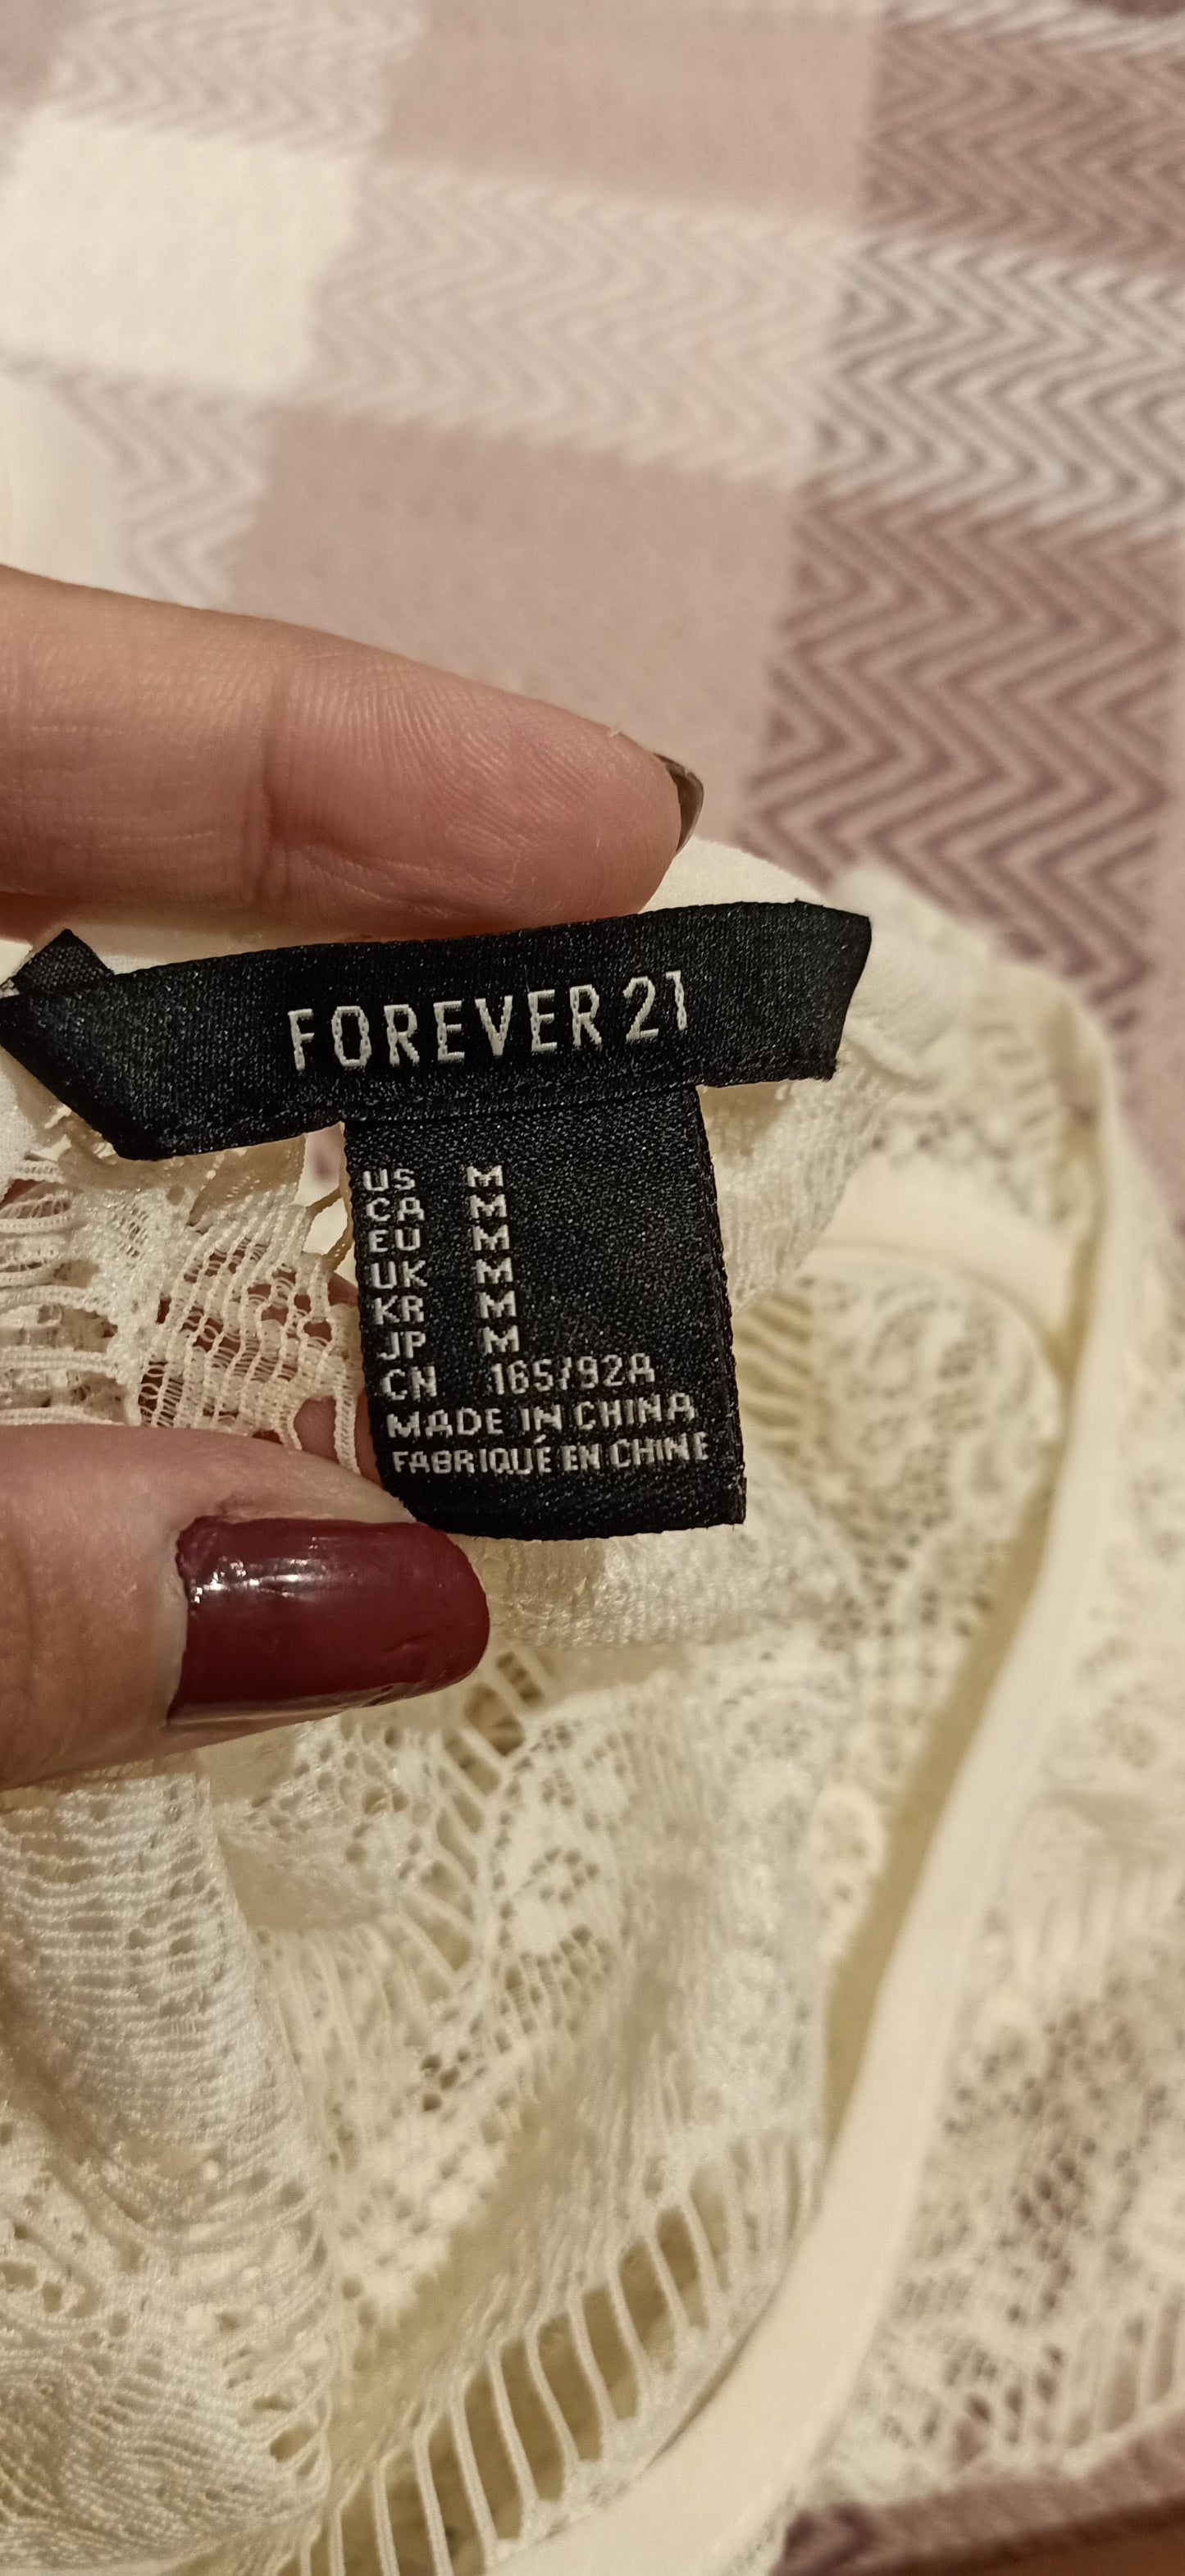 FOREVER 21
US M
CA M
EU M
UK M
KR M
JP M
CN 165/92A
MADE IN CHINA
FABRIQUÉ EN CHINE